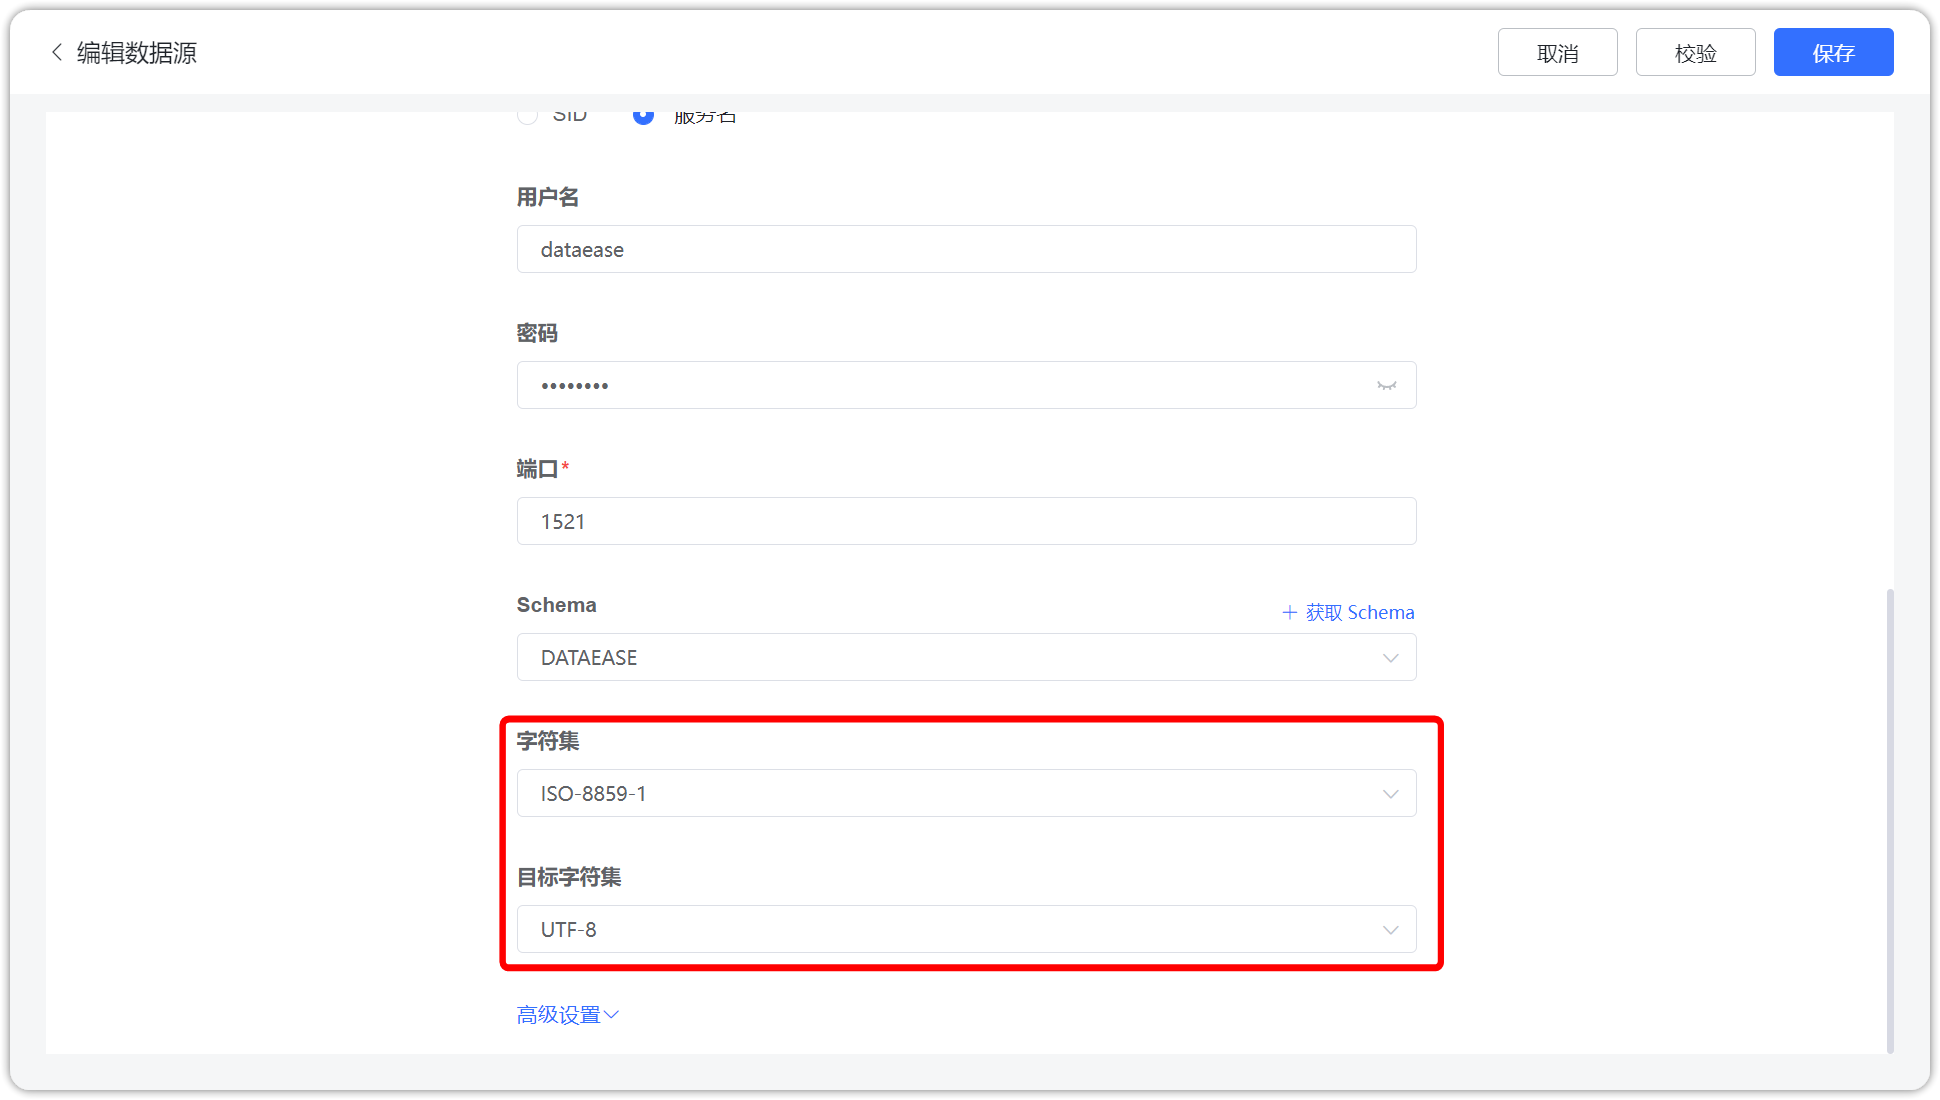 编辑数据源
取消
校验
保存
SID
服务名
用户名
dataease
密码
••••••••
端口*
1521
Schema
+ 获取 Schema
DATAEASE
字符集
ISO-8859-1
目标字符集
UTF-8
高级设置